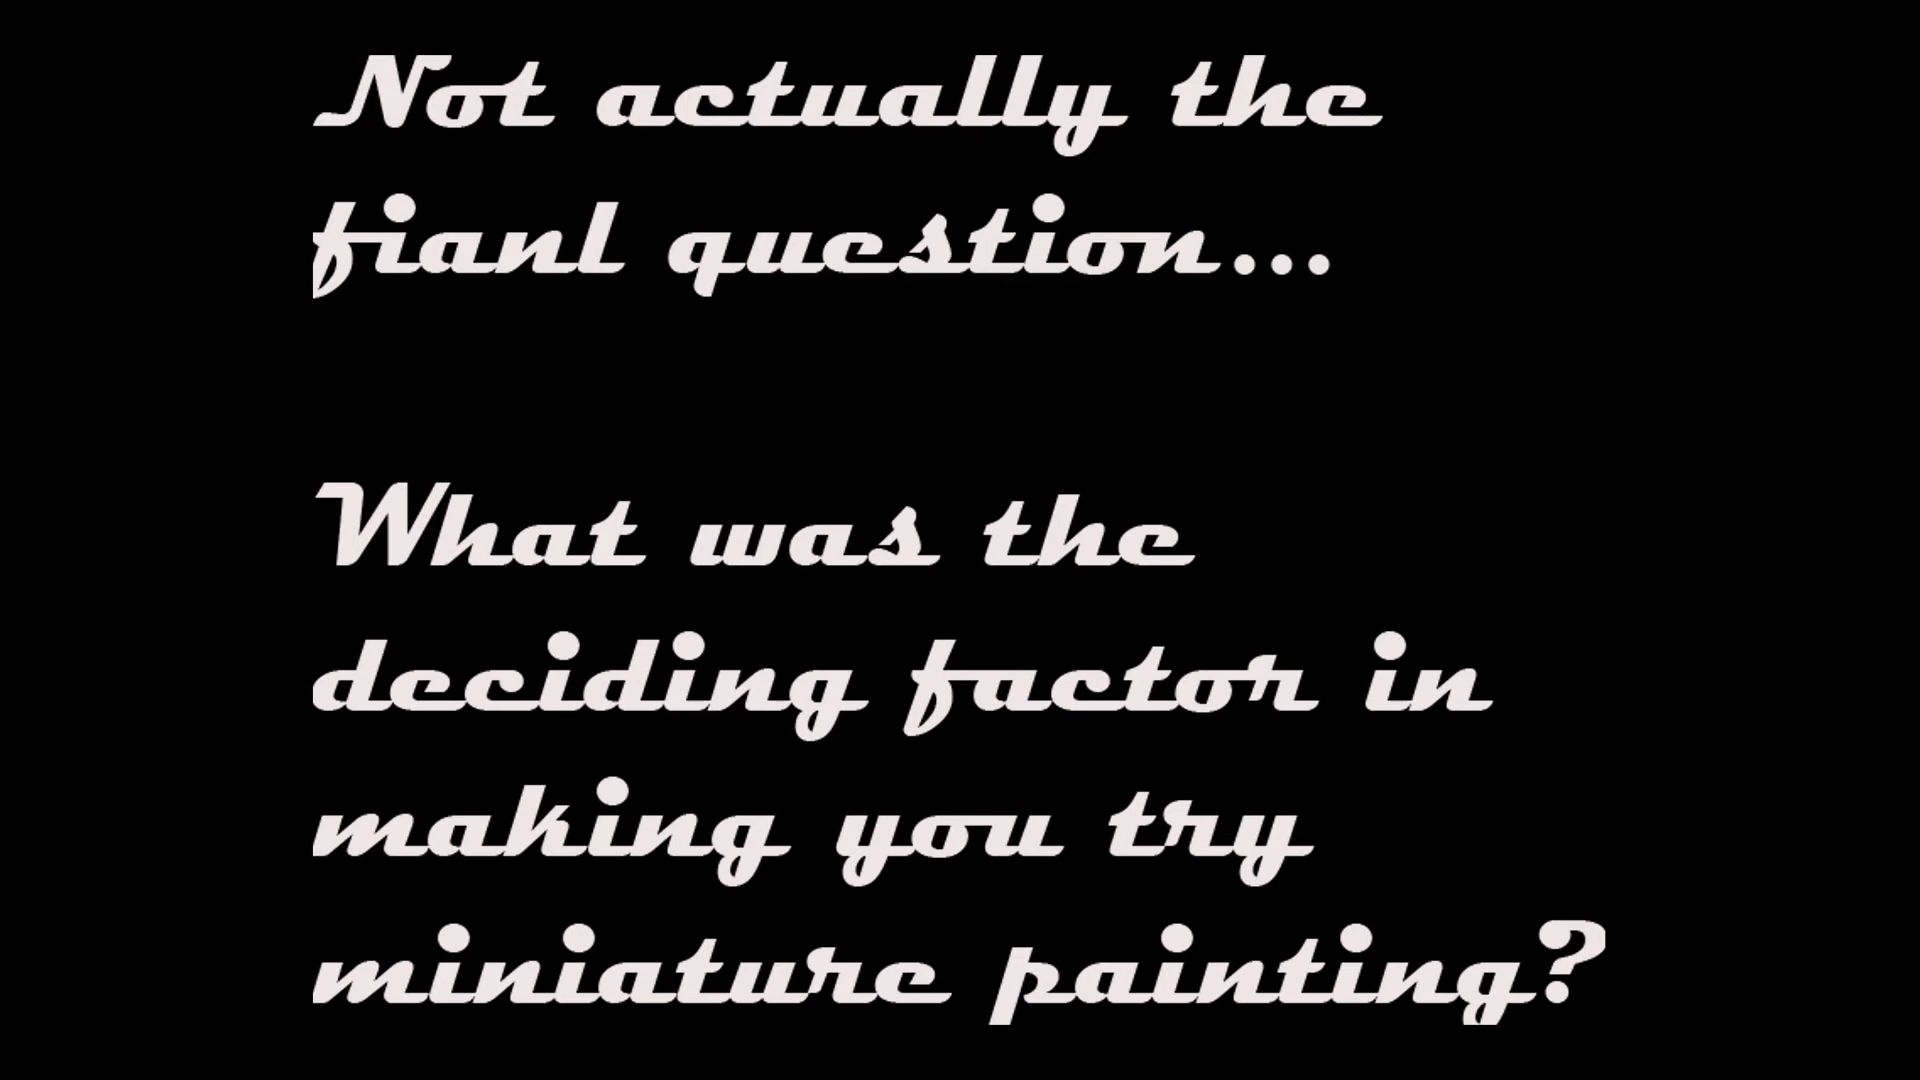 Not actually the
fianl question...
What was the
deciding factor in
making you try
miniature painting?